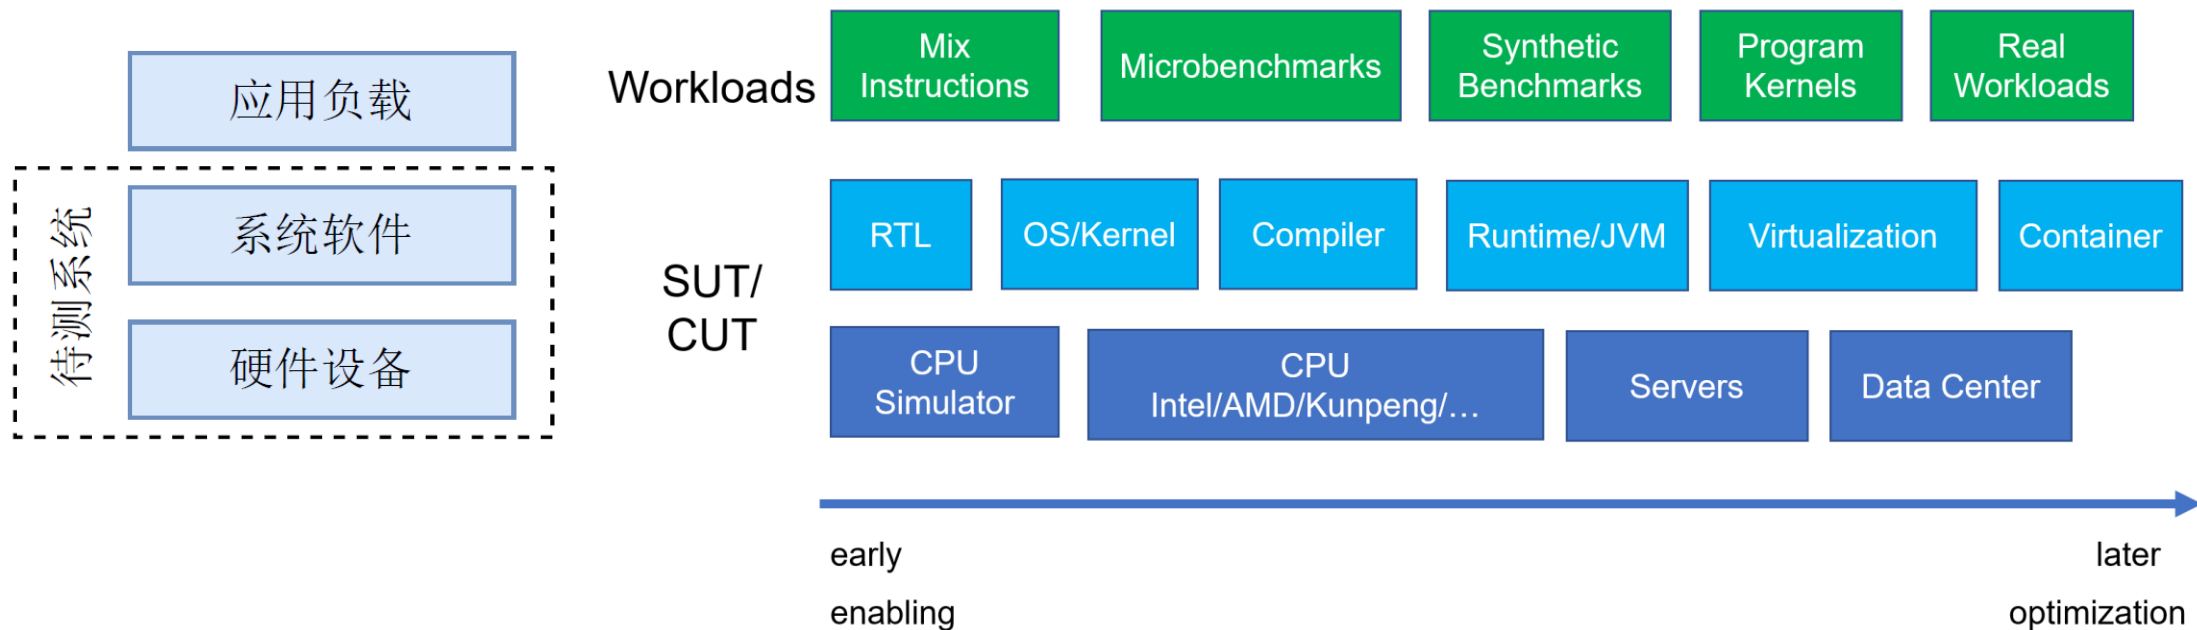 应用负载
待测系统
系统软件
硬件设备
Workloads
Mix
Instructions
Microbenchmarks
Synthetic
Benchmarks
Program
Kernels
Real
Workloads
SUT/
CUT
RTL
OS/Kernel
Compiler
Runtime/JVM
Virtualization
Container
CPU
Simulator
CPU
Intel/AMD/Kunpeng/…
Servers
Data Center
early
later
enabling
optimization